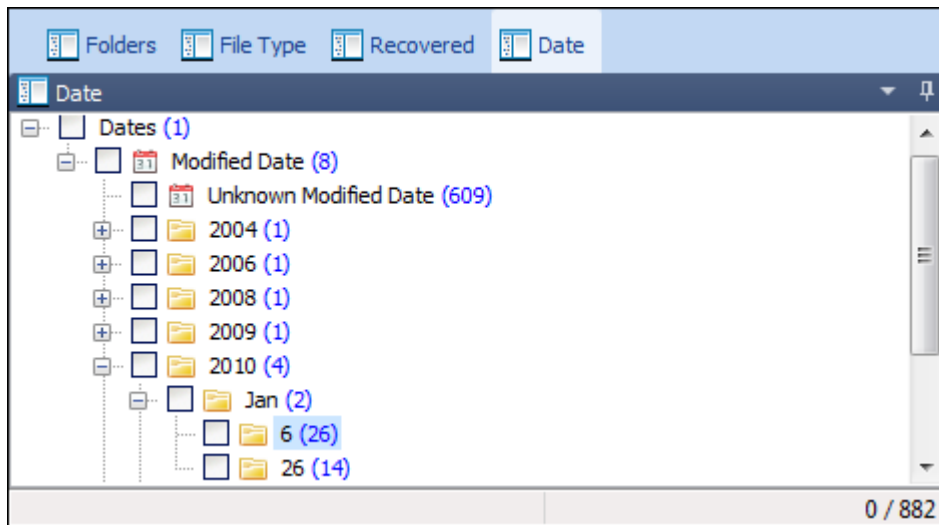 Folders File Type Recovered Date
Date
Dates (1)
Modified Date (8)
Unknown Modified Date (609)
2004 (1)
2006 (1)
2008 (1)
2009 (1)
2010 (4)
Jan (2)
6 (26)
26 (14)
0 / 882